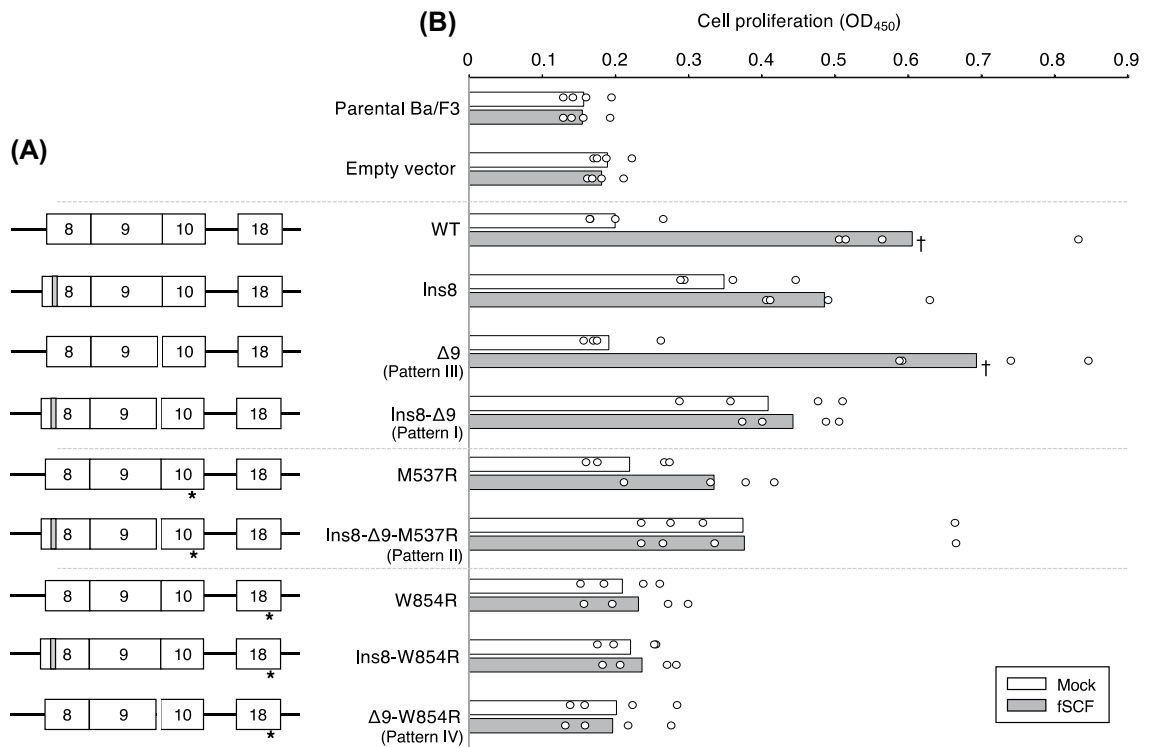 (B)
Cell proliferation (OD450)
0 0.1 0.2 0.3 0.4 0.5 0.6 0.7 0.8 0.9
Parental Ba/F3
(A)
Empty vector
8 9 10 18 WT †
8 9 10 18 Ins8
8 9 10 18 Δ9 †
(Pattern III)
8 9 10 18 Ins8-Δ9
(Pattern I)
8 9 10 18 M537R
*
8 9 10 18 Ins8-Δ9-M537R
* (Pattern II)
8 9 10 18 W854R
*
8 9 10 18 Ins8-W854R
*
8 9 10 18 Δ9-W854R
* (Pattern IV)
Mock
fSCF